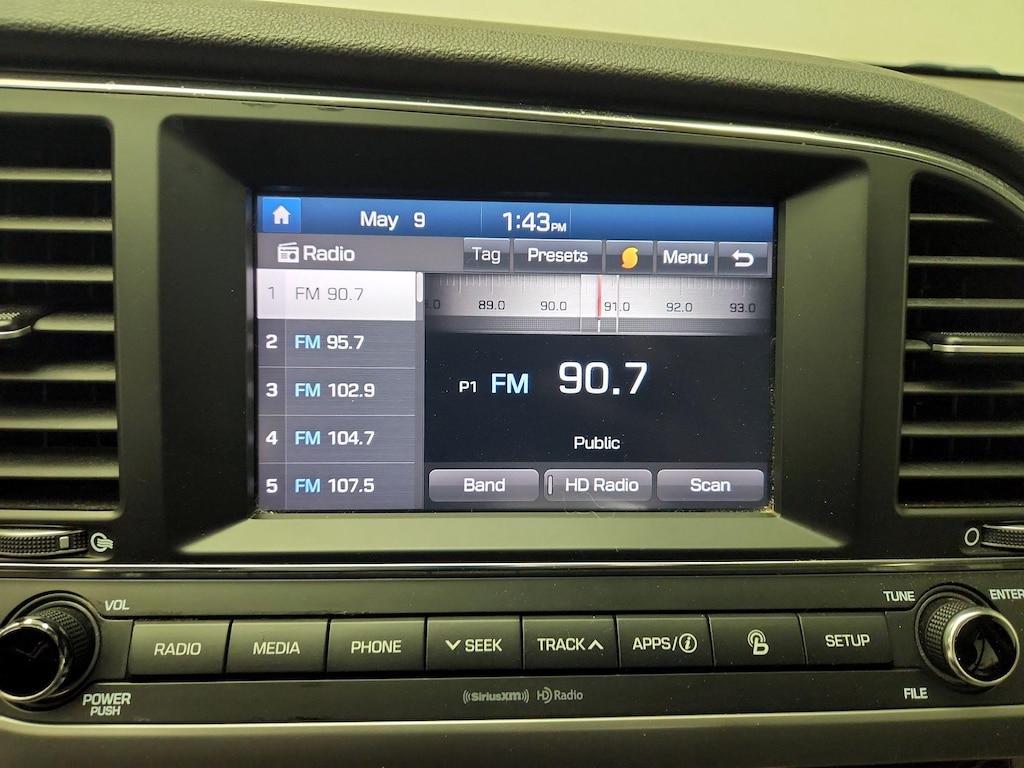 May 9 1:43PM
Radio Tag Presets Menu
1 FM 90.7
2 FM 95.7
3 FM 102.9
4 FM 104.7
5 FM 107.5
.0 89.0 90.0 91.0 92.0 93.0
P1 FM 90.7
Public
Band HD Radio Scan
VOL
POWER
PUSH
RADIO MEDIA PHONE SEEK TRACK APPS/i SETUP
TUNE ENTER
FILE
((SiriusXM)) HD Radio